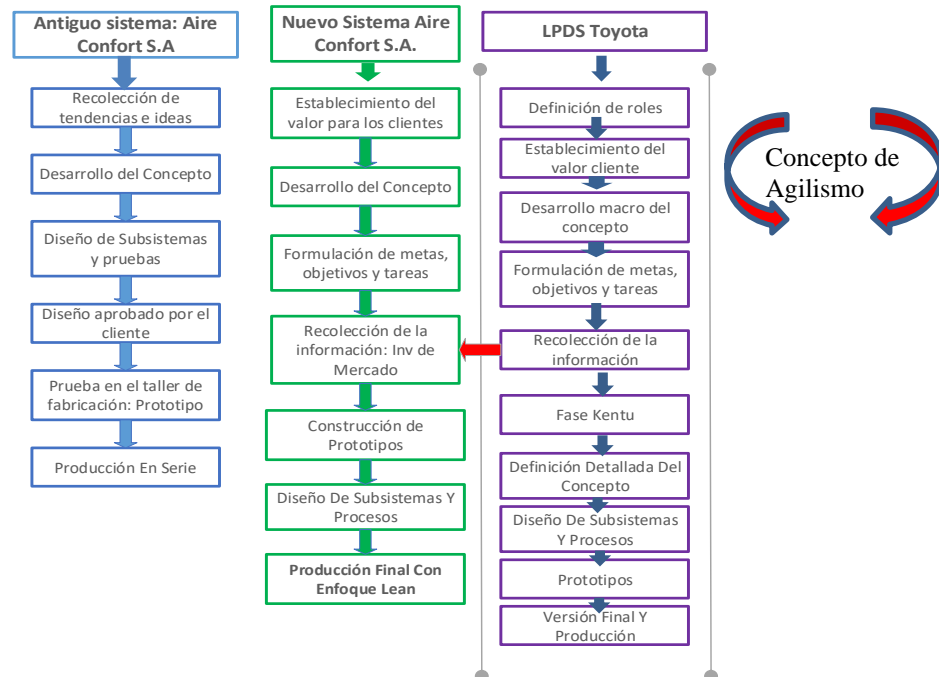 Antiguo sistema: Aire
Confort S.A
Recolección de
tendencias e ideas
Desarrollo del Concepto
Diseño de Subsistemas
y pruebas
Diseño aprobado por el
cliente
Prueba en el taller de
fabricación: Prototipo
Producción En Serie
Nuevo Sistema Aire
Confort S.A.
Establecimiento del
valor para los clientes
Desarrollo del Concepto
Formulación de metas,
objetivos y tareas
Recolección de la
información: Inv de
Mercado
Construcción de
Prototipos
Diseño De Subsistemas Y
Procesos
Producción Final Con
Enfoque Lean
LPDS Toyota
Definición de roles
Establecimiento del
valor cliente
Desarrollo macro del
concepto
Formulación de metas,
objetivos y tareas
Recolección de la
información
Fase Kentu
Definición Detallada Del
Concepto
Diseño De Subsistemas
Y Procesos
Prototipos
Versión Final Y
Producción
Concepto de
Agilismo